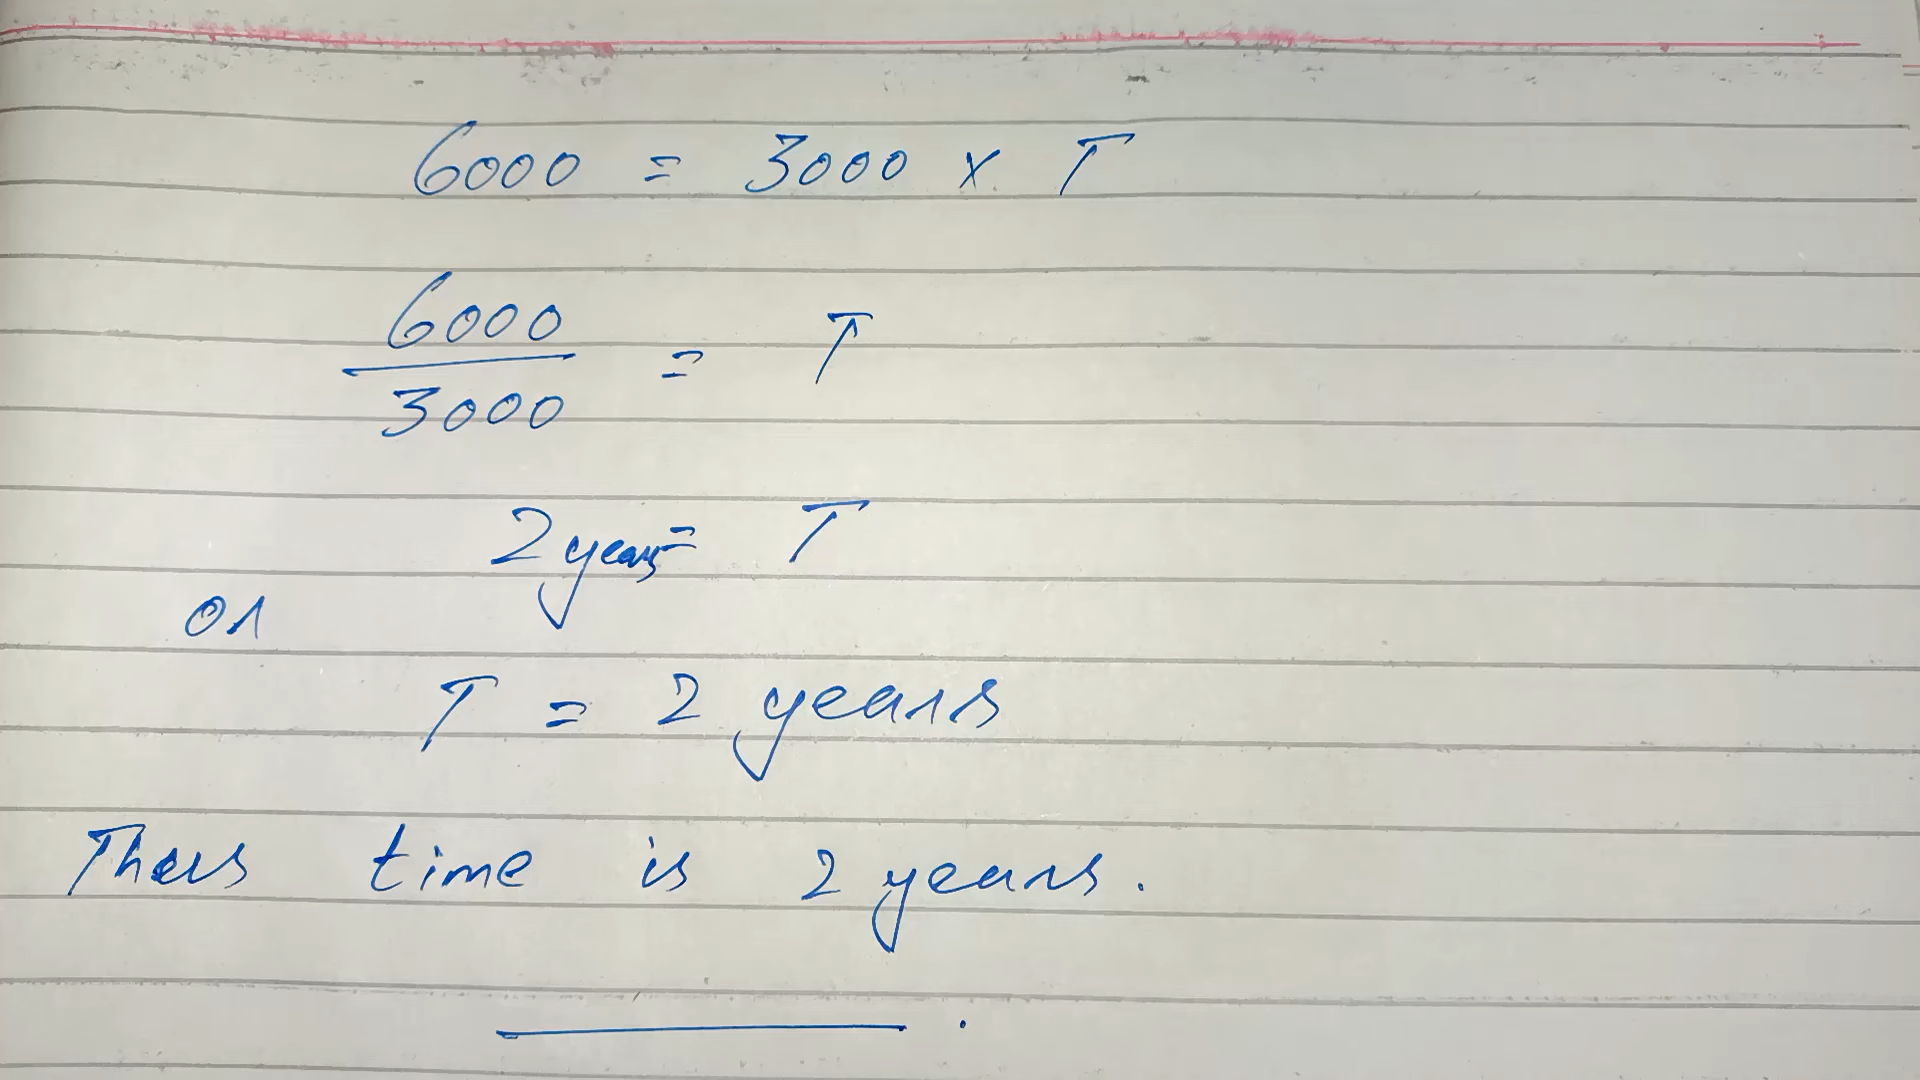 6000 = 3000 × T
6000
3000
= T
2 years = T
or
T = 2 years
Thus time is 2 years.